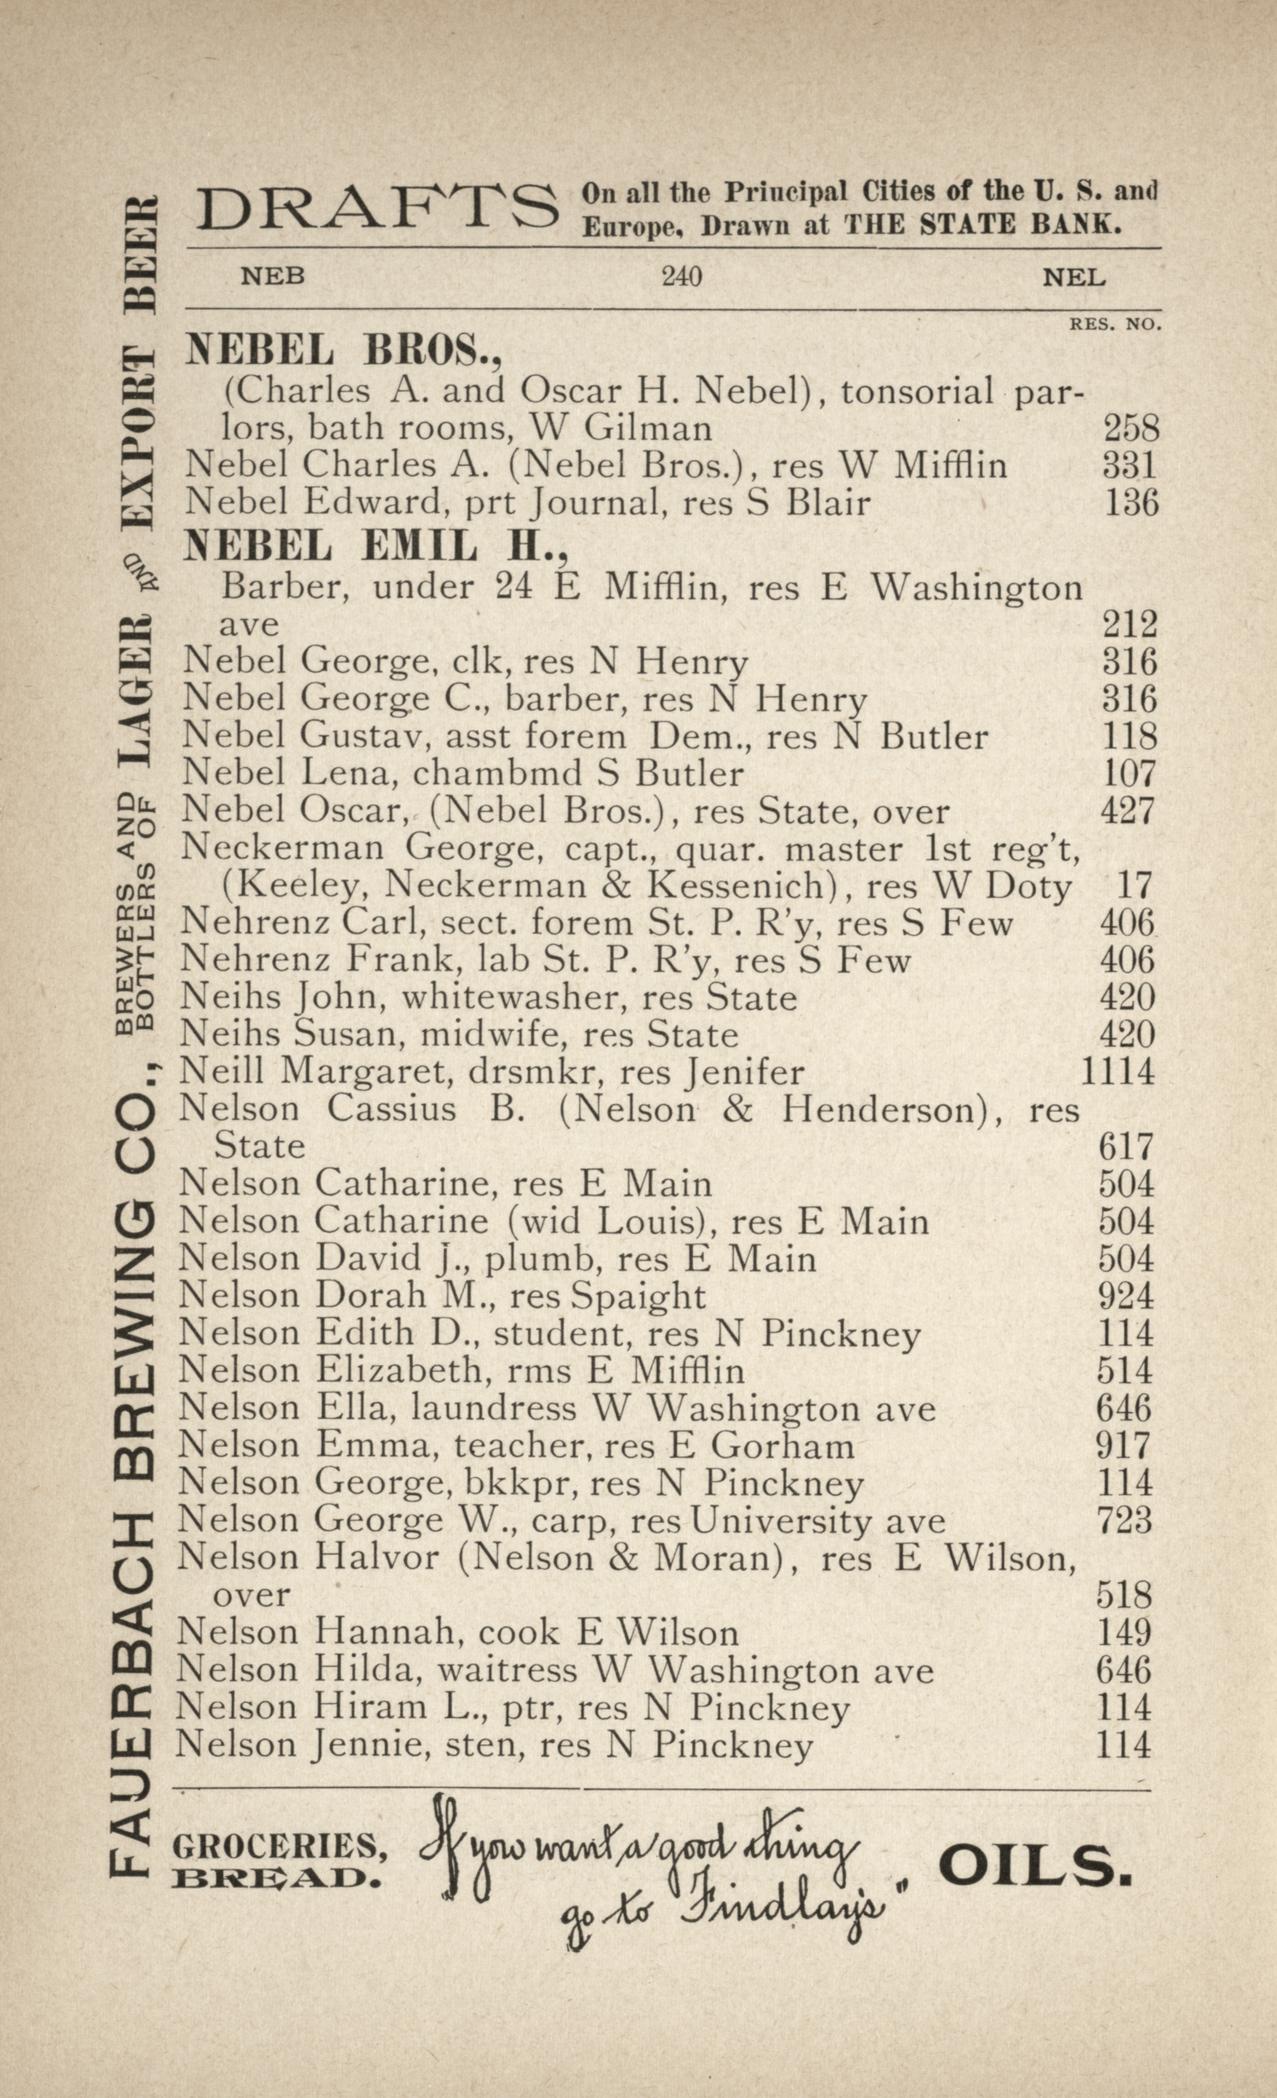 DRAFTS On all the Principal Cities of the U. S. and
Europe, Drawn at THE STATE BANK.
NEB 240 NEL
RES. NO.
NEBEL BROS.,
(Charles A. and Oscar H. Nebel), tonsorial par-
lors, bath rooms, W Gilman 258
Nebel Charles A. (Nebel Bros.), res W Mifflin 331
Nebel Edward, prt Journal, res S Blair 136
NEBEL EMIL H.,
Barber, under 24 E Mifflin, res E Washington
ave 212
Nebel George, clk, res N Henry 316
Nebel George C., barber, res N Henry 316
Nebel Gustav, asst forem Dem., res N Butler 118
Nebel Lena, chambmd S Butler 107
Nebel Oscar, (Nebel Bros.), res State, over 427
Neckerman George, capt., quar. master 1st reg't,
(Keeley, Neckerman & Kessenich), res W Doty 17
Nehrenz Carl, sect. forem St. P. R'y, res S Few 406
Nehrenz Frank, lab St. P. R'y, res S Few 406
Neihs John, whitewasher, res State 420
Neihs Susan, midwife, res State 420
Neill Margaret, drsmkr, res Jenifer 1114
Nelson Cassius B. (Nelson & Henderson), res
State 617
Nelson Catharine, res E Main 504
Nelson Catharine (wid Louis), res E Main 504
Nelson David J., plumb, res E Main 504
Nelson Dorah M., res Spaight 924
Nelson Edith D., student, res N Pinckney 114
Nelson Elizabeth, rms E Mifflin 514
Nelson Ella, laundress W Washington ave 646
Nelson Emma, teacher, res E Gorham 917
Nelson George, bkkpr, res N Pinckney 114
Nelson George W., carp, res University ave 723
Nelson Halvor (Nelson & Moran), res E Wilson,
over 518
Nelson Hannah, cook E Wilson 149
Nelson Hilda, waitress W Washington ave 646
Nelson Hiram L., ptr, res N Pinckney 114
Nelson Jennie, sten, res N Pinckney 114
FAUERBACH BREWING CO., BREWERS AND BOTTLERS OF LAGER AND EXPORT BEER
GROCERIES,
BREAD.
"If you want a good thing
go to Findlay's"
OILS.